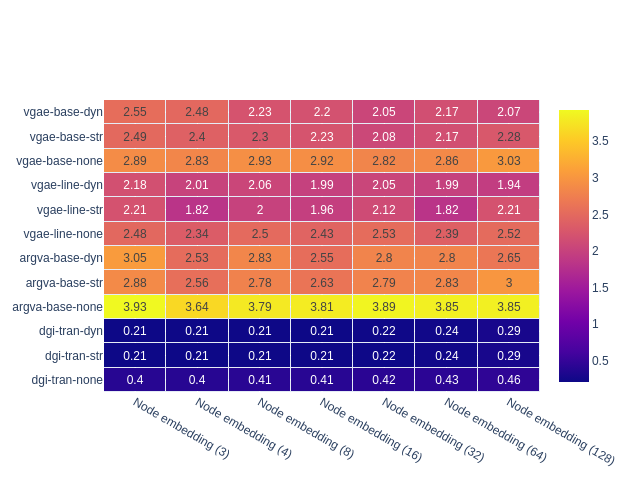 vgae-base-dyn 2.55 2.48 2.23 2.2 2.05 2.17 2.07
vgae-base-str 2.49 2.4 2.3 2.23 2.08 2.17 2.28
vgae-base-none 2.89 2.83 2.93 2.92 2.82 2.86 3.03
vgae-line-dyn 2.18 2.01 2.06 1.99 2.05 1.99 1.94
vgae-line-str 2.21 1.82 2 1.96 2.12 1.82 2.21
vgae-line-none 2.48 2.34 2.5 2.43 2.53 2.39 2.52
argva-base-dyn 3.05 2.53 2.83 2.55 2.8 2.8 2.65
argva-base-str 2.88 2.56 2.78 2.63 2.79 2.83 3
argva-base-none 3.93 3.64 3.79 3.81 3.89 3.85 3.85
dgi-tran-dyn 0.21 0.21 0.21 0.21 0.22 0.24 0.29
dgi-tran-str 0.21 0.21 0.21 0.21 0.22 0.24 0.29
dgi-tran-none 0.4 0.4 0.41 0.41 0.42 0.43 0.46
Node embedding (3)
Node embedding (4)
Node embedding (8)
Node embedding (16)
Node embedding (32)
Node embedding (64)
Node embedding (128)
3.5
3
2.5
2
1.5
1
0.5